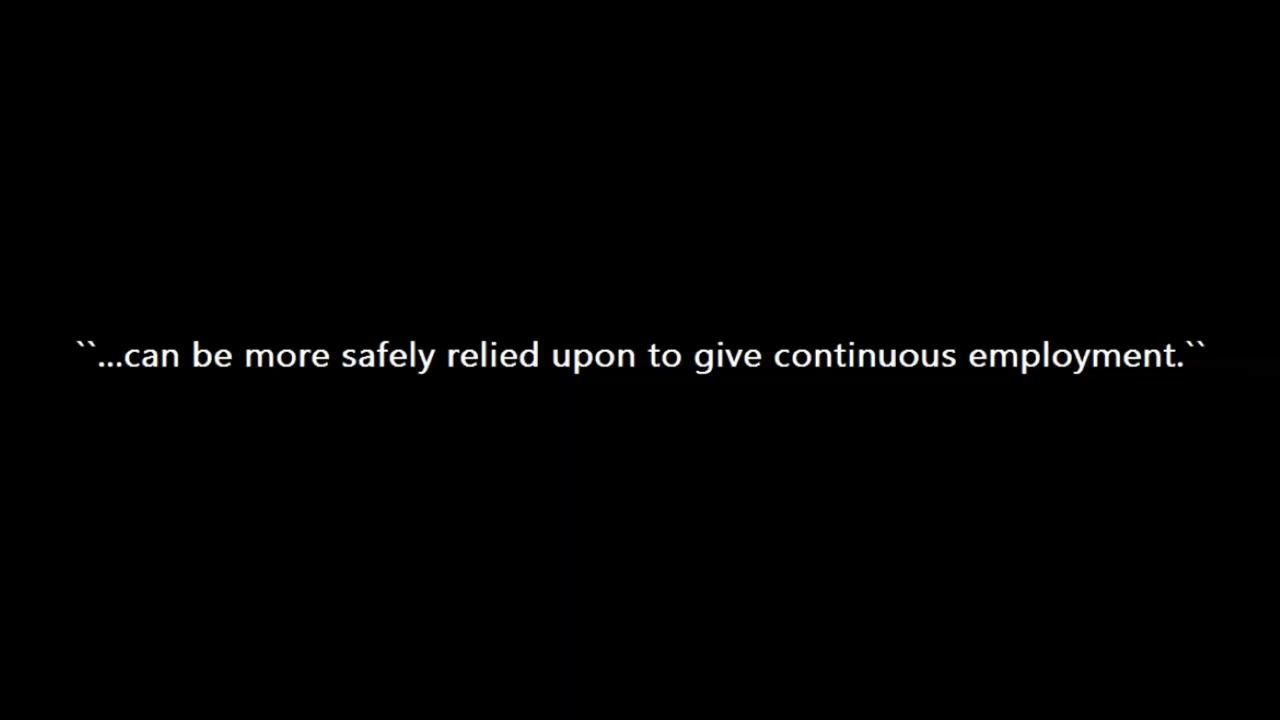 ``...can be more safely relied upon to give continuous employment.``